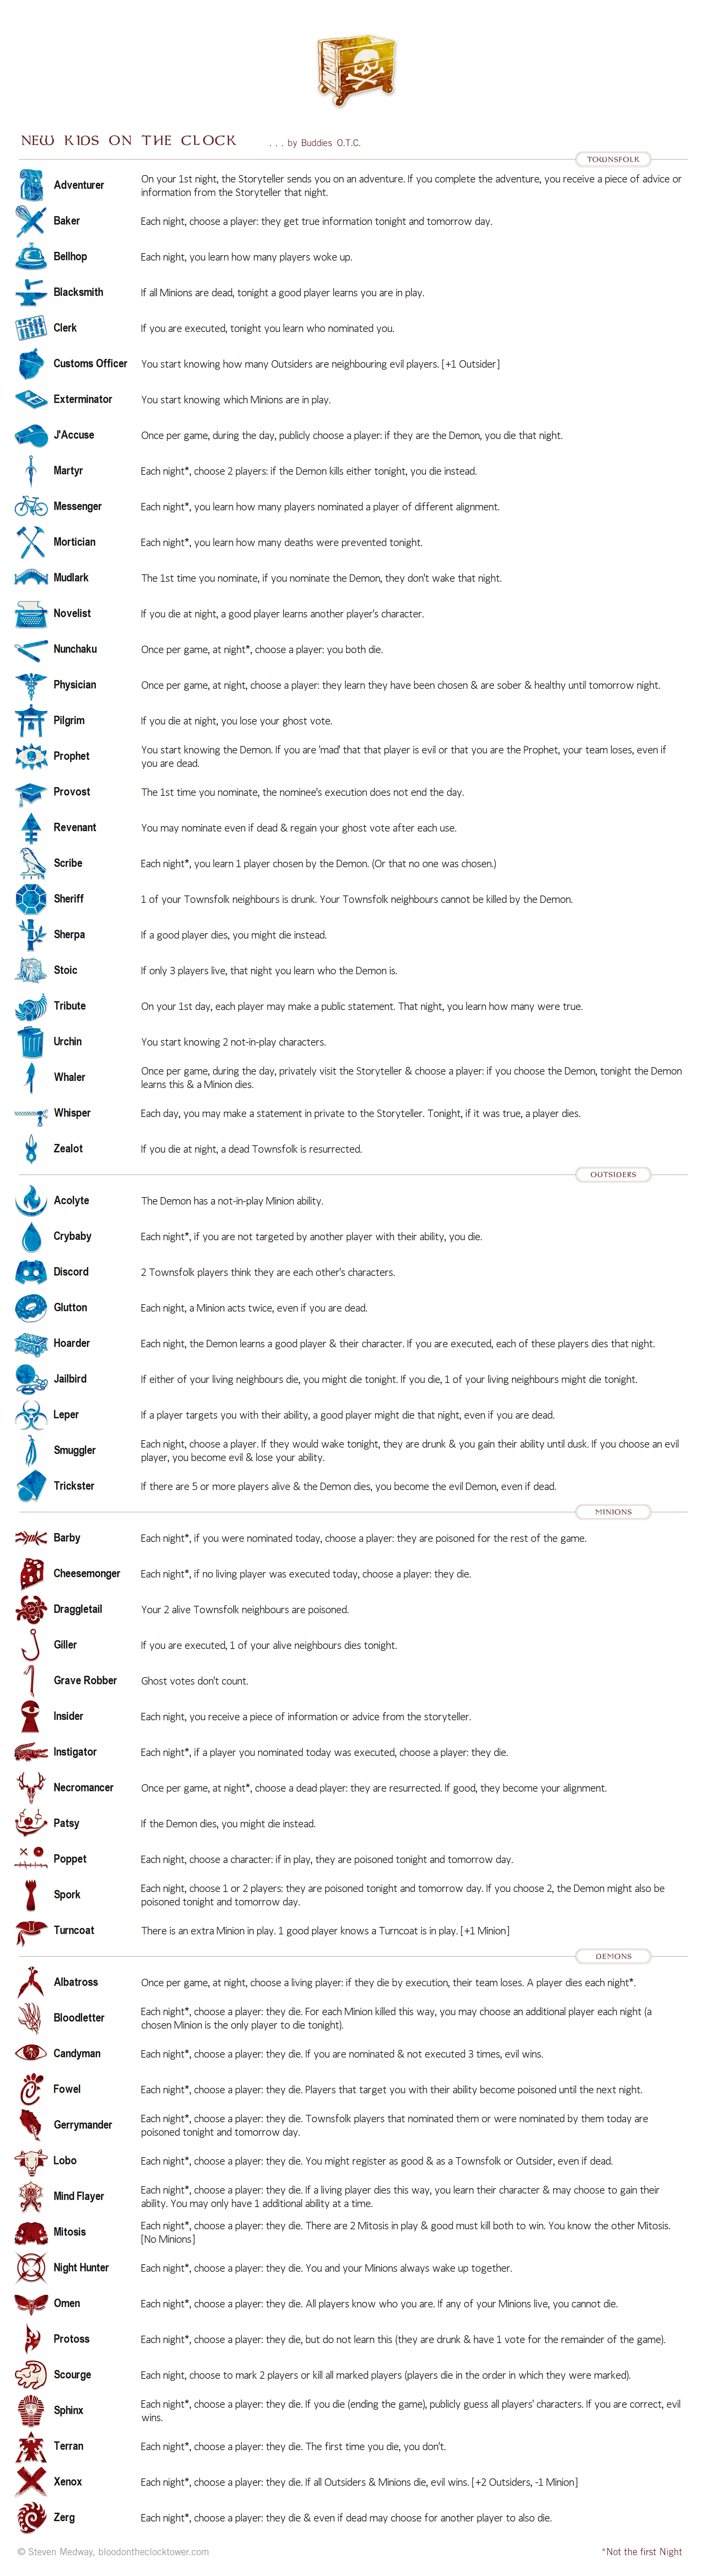 NEW KIDS ON THE CLOCK . . . by Buddies O.T.C.
TOWNSFOLK
Adventurer On your 1st night, the Storyteller sends you on an adventure. If you complete the adventure, you receive a piece of advice or
information from the Storyteller that night.
Baker Each night, choose a player: they get true information tonight and tomorrow day.
Bellhop Each night, you learn how many players woke up.
Blacksmith If all Minions are dead, tonight a good player learns you are in play.
Clerk If you are executed, tonight you learn who nominated you.
Customs Officer You start knowing how many Outsiders are neighbouring evil players. [+1 Outsider]
Exterminator You start knowing which Minions are in play.
J'Accuse Once per game, during the day, publicly choose a player: if they are the Demon, you die that night.
Martyr Each night*, choose 2 players: if the Demon kills either tonight, you die instead.
Messenger Each night*, you learn how many players nominated a player of different alignment.
Mortician Each night*, you learn how many deaths were prevented tonight.
Mudlark The 1st time you nominate, if you nominate the Demon, they don't wake that night.
Novelist If you die at night, a good player learns another player's character.
Nunchaku Once per game, at night*, choose a player: you both die.
Physician Once per game, at night, choose a player: they learn they have been chosen & are sober & healthy until tomorrow night.
Pilgrim If you die at night, you lose your ghost vote.
Prophet You start knowing the Demon. If you are 'mad' that that player is evil or that you are the Prophet, your team loses, even if
you are dead.
Provost The 1st time you nominate, the nominee's execution does not end the day.
Revenant You may nominate even if dead & regain your ghost vote after each use.
Scribe Each night*, you learn 1 player chosen by the Demon. (Or that no one was chosen.)
Sheriff 1 of your Townsfolk neighbours is drunk. Your Townsfolk neighbours cannot be killed by the Demon.
Sherpa If a good player dies, you might die instead.
Stoic If only 3 players live, that night you learn who the Demon is.
Tribute On your 1st day, each player may make a public statement. That night, you learn how many were true.
Urchin You start knowing 2 not-in-play characters.
Whaler Once per game, during the day, privately visit the Storyteller & choose a player: if you choose the Demon, tonight the Demon
learns this & a Minion dies.
Whisper Each day, you may make a statement in private to the Storyteller. Tonight, if it was true, a player dies.
Zealot If you die at night, a dead Townsfolk is resurrected.
OUTSIDERS
Acolyte The Demon has a not-in-play Minion ability.
Crybaby Each night*, if you are not targeted by another player with their ability, you die.
Discord 2 Townsfolk players think they are each other's characters.
Glutton Each night, a Minion acts twice, even if you are dead.
Hoarder Each night, the Demon learns a good player & their character. If you are executed, each of these players dies that night.
Jailbird If either of your living neighbours die, you might die tonight. If you die, 1 of your living neighbours might die tonight.
Leper If a player targets you with their ability, a good player might die that night, even if you are dead.
Smuggler Each night, choose a player. If they would wake tonight, they are drunk & you gain their ability until dusk. If you choose an evil
player, you become evil & lose your ability.
Trickster If there are 5 or more players alive & the Demon dies, you become the evil Demon, even if dead.
MINIONS
Barby Each night*, if you were nominated today, choose a player: they are poisoned for the rest of the game.
Cheesemonger Each night*, if no living player was executed today, choose a player: they die.
Draggletail Your 2 alive Townsfolk neighbours are poisoned.
Giller If you are executed, 1 of your alive neighbours dies tonight.
Grave Robber Ghost votes don't count.
Insider Each night, you receive a piece of information or advice from the storyteller.
Instigator Each night*, if a player you nominated today was executed, choose a player: they die.
Necromancer Once per game, at night*, choose a dead player: they are resurrected. If good, they become your alignment.
Patsy If the Demon dies, you might die instead.
Poppet Each night, choose a character: if in play, they are poisoned tonight and tomorrow day.
Spork Each night, choose 1 or 2 players: they are poisoned tonight and tomorrow day. If you choose 2, the Demon might also be
poisoned tonight and tomorrow day.
Turncoat There is an extra Minion in play. 1 good player knows a Turncoat is in play. [+1 Minion]
DEMONS
Albatross Once per game, at night, choose a living player: if they die by execution, their team loses. A player dies each night*.
Bloodletter Each night*, choose a player: they die. For each Minion killed this way, you may choose an additional player each night (a
chosen Minion is the only player to die tonight).
Candyman Each night*, choose a player: they die. If you are nominated & not executed 3 times, evil wins.
Fowel Each night*, choose a player: they die. Players that target you with their ability become poisoned until the next night.
Gerrymander Each night*, choose a player: they die. Townsfolk players that nominated them or were nominated by them today are
poisoned tonight and tomorrow day.
Lobo Each night*, choose a player: they die. You might register as good & as a Townsfolk or Outsider, even if dead.
Mind Flayer Each night*, choose a player: they die. If a living player dies this way, you learn their character & may choose to gain their
ability. You may only have 1 additional ability at a time.
Mitosis Each night*, choose a player: they die. There are 2 Mitosis in play & good must kill both to win. You know the other Mitosis.
[No Minions]
Night Hunter Each night*, choose a player: they die. You and your Minions always wake up together.
Omen Each night*, choose a player: they die. All players know who you are. If any of your Minions live, you cannot die.
Protoss Each night*, choose a player: they die, but do not learn this (they are drunk & have 1 vote for the remainder of the game).
Scourge Each night, choose to mark 2 players or kill all marked players (players die in the order in which they were marked).
Sphinx Each night*, choose a player: they die. If you die (ending the game), publicly guess all players' characters. If you are correct, evil
wins.
Terran Each night*, choose a player: they die. The first time you die, you don't.
Xenox Each night*, choose a player: they die. If all Outsiders & Minions die, evil wins. [+2 Outsiders, -1 Minion]
Zerg Each night*, choose a player: they die & even if dead may choose for another player to also die.
© Steven Medway, bloodontheclocktower.com *Not the first Night